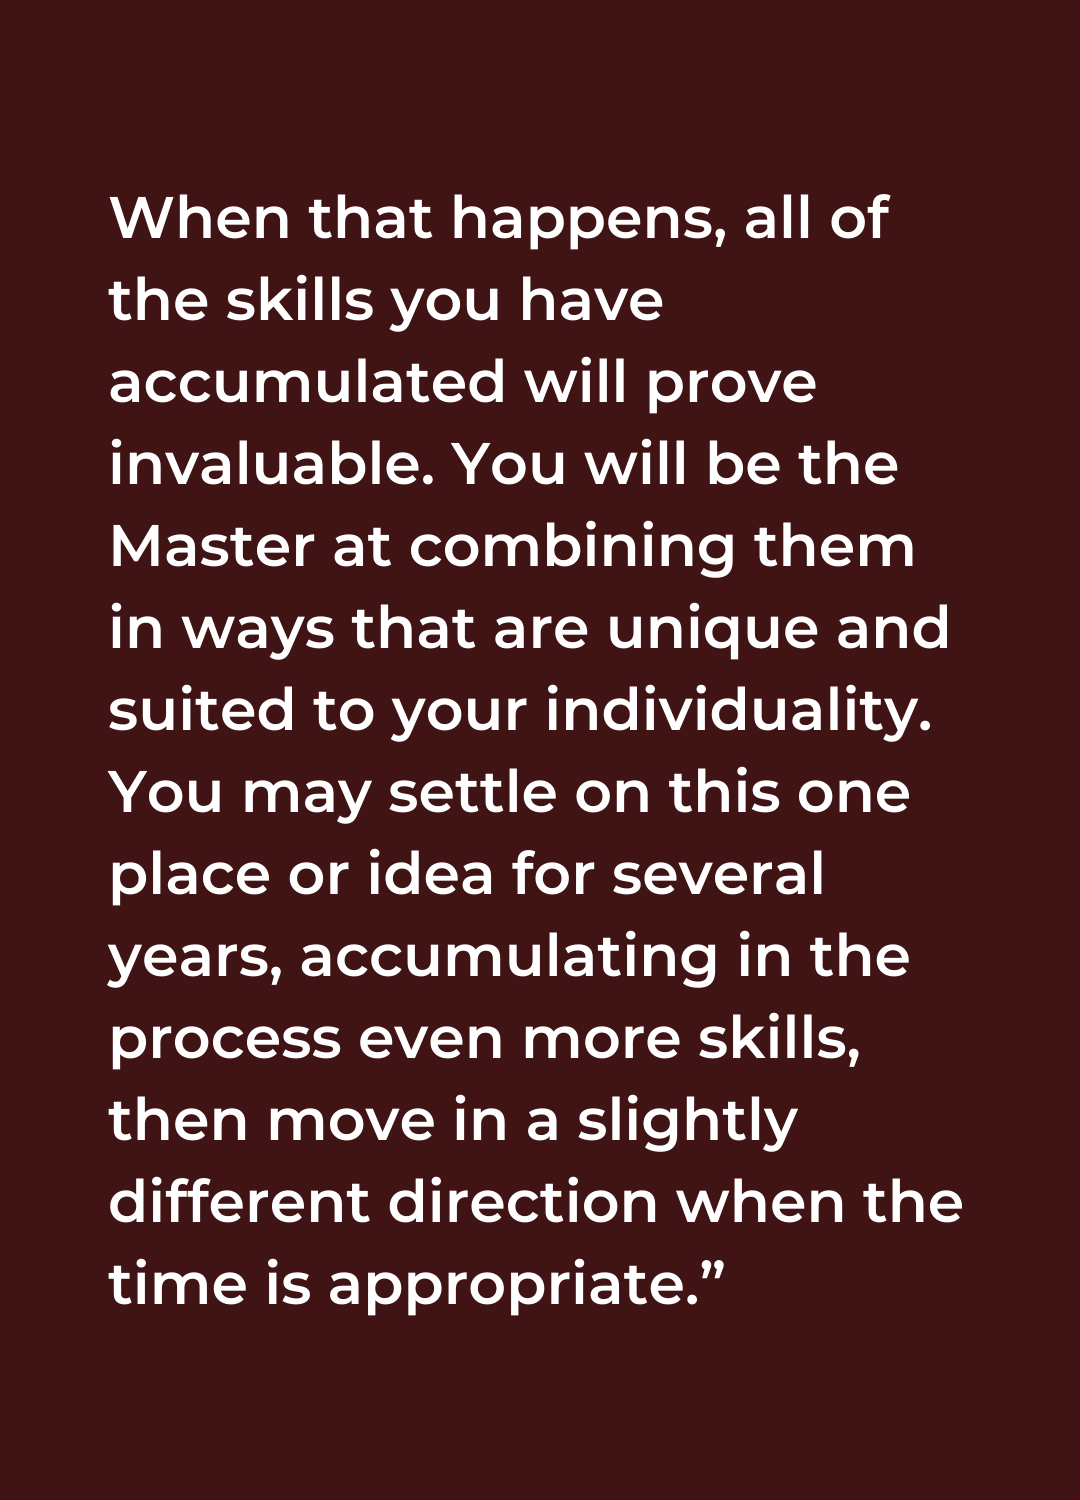 When that happens, all of
the skills you have
accumulated will prove
invaluable. You will be the
Master at combining them
in ways that are unique and
suited to your individuality.
You may settle on this one
place or idea for several
years, accumulating in the
process even more skills,
then move in a slightly
different direction when the
time is appropriate.”